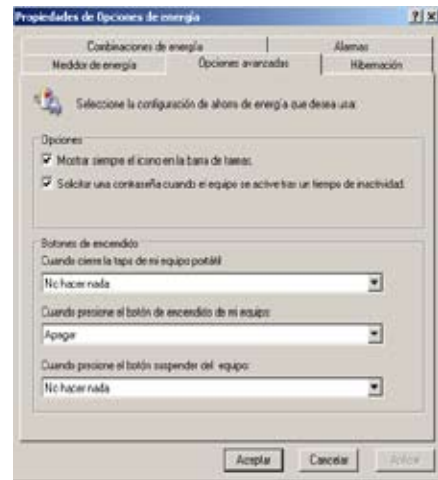 Propiedades de Opciones de energía
Combinaciones de energía
Alarmas
Medidor de energía
Opciones avanzadas
Hibernación
Seleccione la configuración de ahorro de energía que desea usar.
Opciones
Mostrar siempre el icono en la barra de tareas.
Solicitar una contraseña cuando el equipo se active tras un tiempo de inactividad.
Botones de encendido
Cuando cierre la tapa de mi equipo portátil
No hacer nada
Cuando presione el botón de encendido de mi equipo:
Apagar
Cuando presione el botón suspender del equipo:
No hacer nada
Aceptar
Cancelar
Aplicar